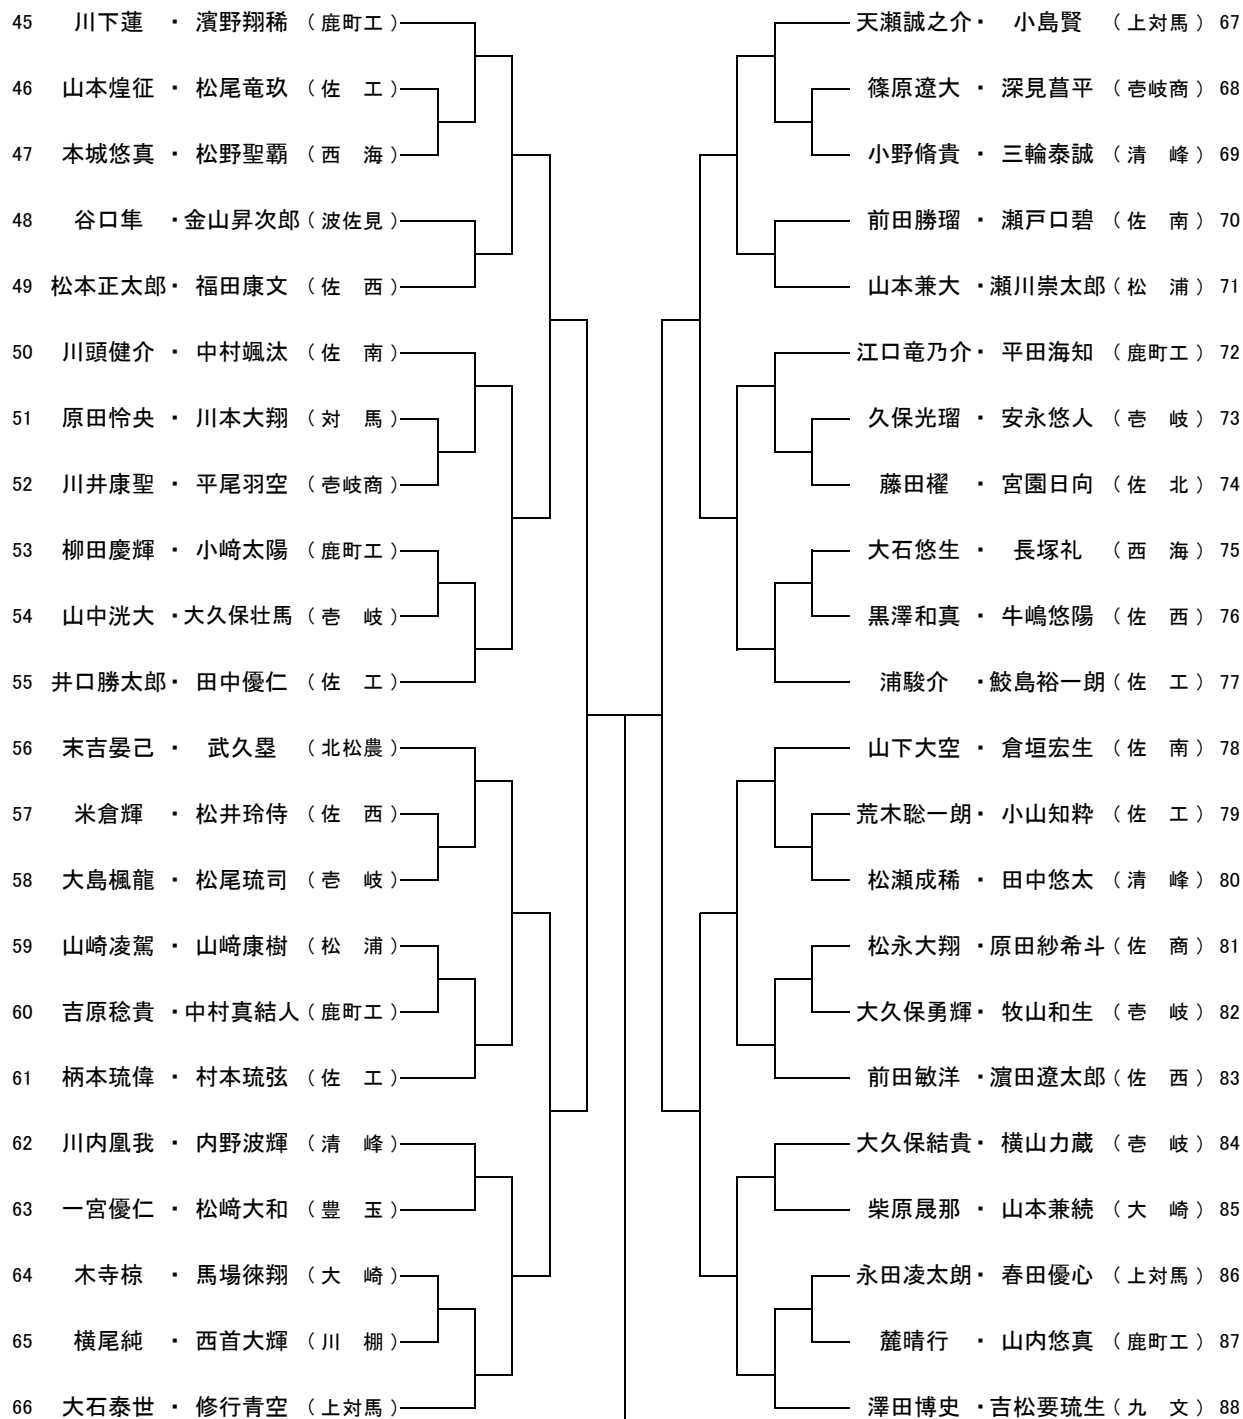 45 川下蓮 ・ 濱野翔稀 （鹿町工）
46 山本煌征 ・ 松尾竜玖 （佐　工）
47 本城悠真 ・ 松野聖覇 （西　海）
48 谷口隼 ・金山昇次郎（波佐見）
49 松本正太郎・ 福田康文 （佐　西）
50 川頭健介 ・ 中村颯汰 （佐　南）
51 原田怜央 ・ 川本大翔 （対　馬）
52 川井康聖 ・ 平尾羽空 （壱岐商）
53 柳田慶輝 ・ 小﨑太陽 （鹿町工）
54 山中洸大 ・大久保壮馬（壱　岐）
55 井口勝太郎・ 田中優仁 （佐　工）
56 末吉晏己 ・ 武久塁 （北松農）
57 米倉輝 ・ 松井玲侍 （佐　西）
58 大島楓龍 ・ 松尾琉司 （壱　岐）
59 山崎凌駕 ・ 山﨑康樹 （松　浦）
60 吉原稔貴 ・中村真結人（鹿町工）
61 柄本琉偉 ・ 村本琉弦 （佐　工）
62 川内凰我 ・ 内野波輝 （清　峰）
63 一宮優仁 ・ 松﨑大和 （豊　玉）
64 木寺椋 ・ 馬場徠翔 （大　崎）
65 横尾純 ・ 西首大輝 （川　棚）
66 大石泰世 ・ 修行青空 （上対馬）
天瀬誠之介・ 小島賢 （上対馬） 67
篠原遼大 ・ 深見菖平 （壱岐商） 68
小野脩貴 ・ 三輪泰誠 （清　峰） 69
前田勝瑠 ・ 瀬戸口碧 （佐　南） 70
山本兼大 ・瀬川崇太郎（松　浦） 71
江口竜乃介・ 平田海知 （鹿町工） 72
久保光瑠 ・ 安永悠人 （壱　岐） 73
藤田櫂 ・ 宮園日向 （佐　北） 74
大石悠生 ・ 長塚礼 （西　海） 75
黒澤和真 ・ 牛嶋悠陽 （佐　西） 76
浦駿介 ・鮫島裕一朗（佐　工） 77
山下大空 ・ 倉垣宏生 （佐　南） 78
荒木聡一朗・ 小山知粋 （佐　工） 79
松瀬成稀 ・ 田中悠太 （清　峰） 80
松永大翔 ・原田紗希斗（佐　商） 81
大久保勇輝・ 牧山和生 （壱　岐） 82
前田敏洋 ・濵田遼太郎（佐　西） 83
大久保結貴・ 横山力蔵 （壱　岐） 84
柴原晟那 ・ 山本兼続 （大　崎） 85
永田凌太朗・ 春田優心 （上対馬） 86
麓晴行 ・ 山内悠真 （鹿町工） 87
澤田博史 ・吉松要琉生（九　文） 88